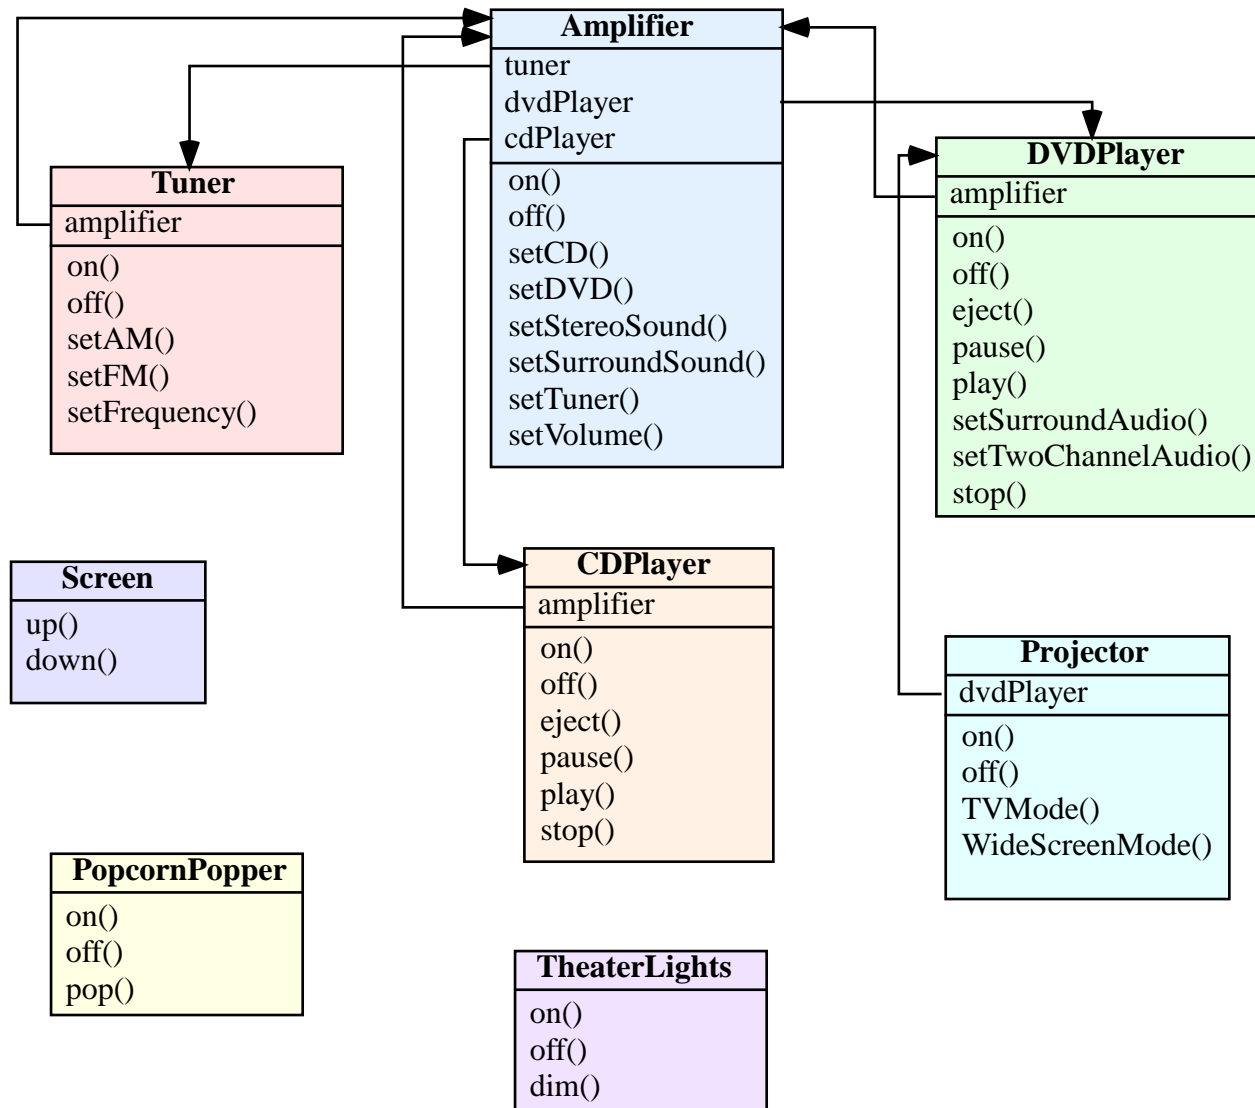 Amplifier
tuner
dvdPlayer
cdPlayer
on()
off()
setCD()
setDVD()
setStereoSound()
setSurroundSound()
setTuner()
setVolume()
Tuner
amplifier
on()
off()
setAM()
setFM()
setFrequency()
DVDPlayer
amplifier
on()
off()
eject()
pause()
play()
setSurroundAudio()
setTwoChannelAudio()
stop()
Screen
up()
down()
CDPlayer
amplifier
on()
off()
eject()
pause()
play()
stop()
Projector
dvdPlayer
on()
off()
TVMode()
WideScreenMode()
PopcornPopper
on()
off()
pop()
TheaterLights
on()
off()
dim()